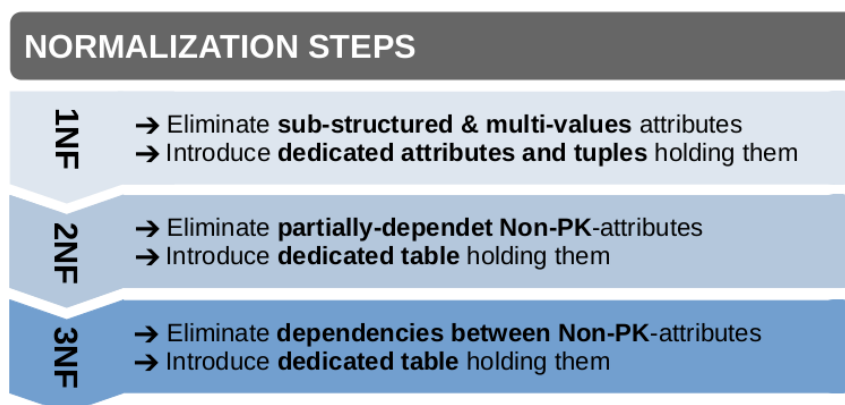 NORMALIZATION STEPS
1NF
➔ Eliminate sub-structured & multi-values attributes
➔ Introduce dedicated attributes and tuples holding them
2NF
➔ Eliminate partially-dependet Non-PK-attributes
➔ Introduce dedicated table holding them
3NF
➔ Eliminate dependencies between Non-PK-attributes
➔ Introduce dedicated table holding them